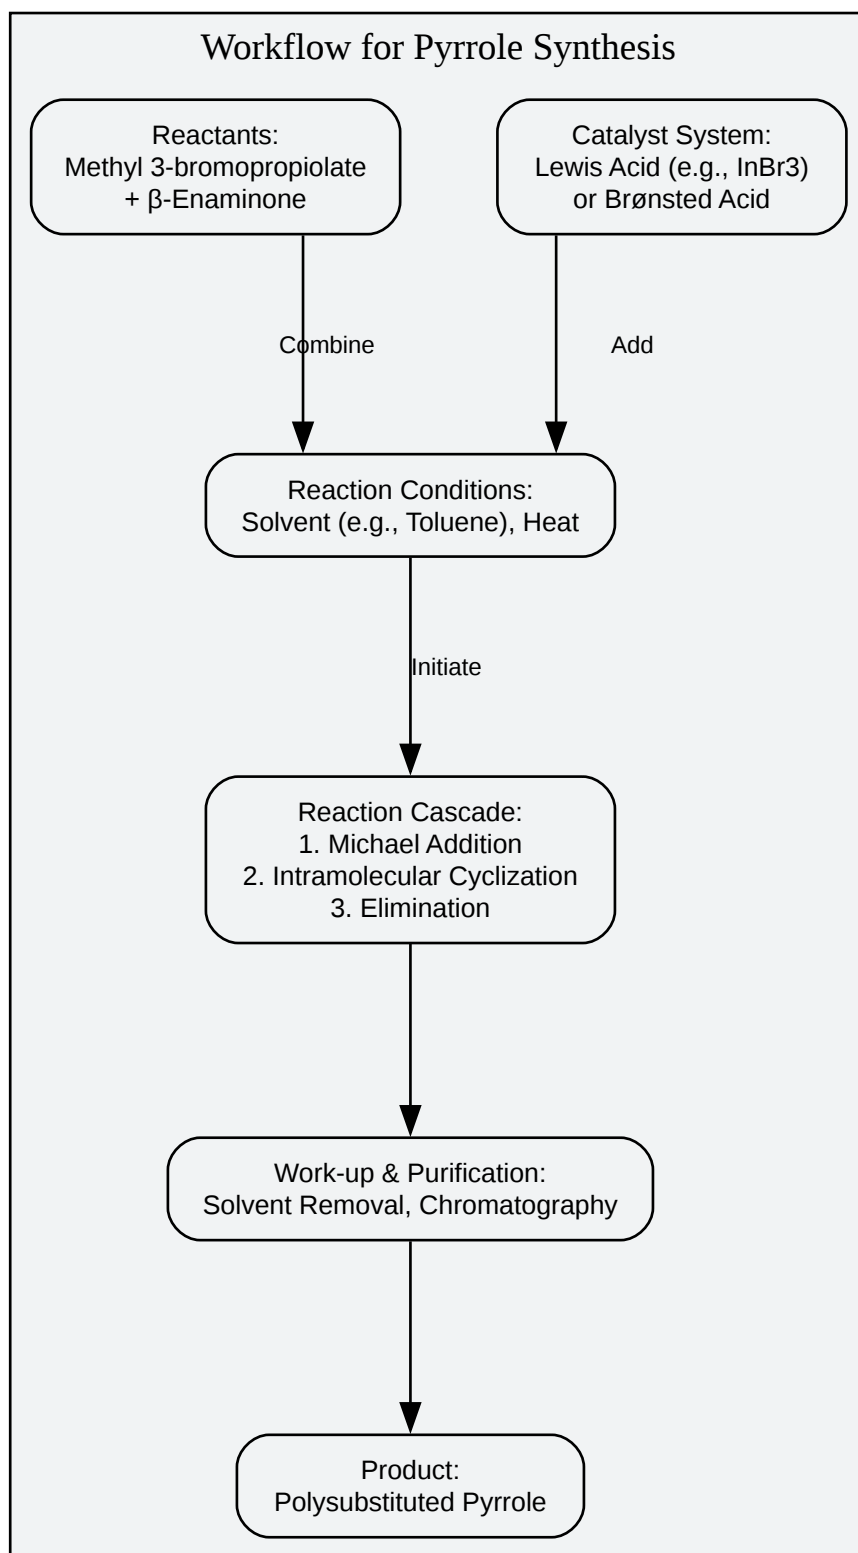 Workflow for Pyrrole Synthesis
Reactants:
Methyl 3-bromopropiolate
+ β-Enaminone
Catalyst System:
Lewis Acid (e.g., InBr3)
or Brønsted Acid
Combine
Add
Reaction Conditions:
Solvent (e.g., Toluene), Heat
Initiate
Reaction Cascade:
1. Michael Addition
2. Intramolecular Cyclization
3. Elimination
Work-up & Purification:
Solvent Removal, Chromatography
Product:
Polysubstituted Pyrrole